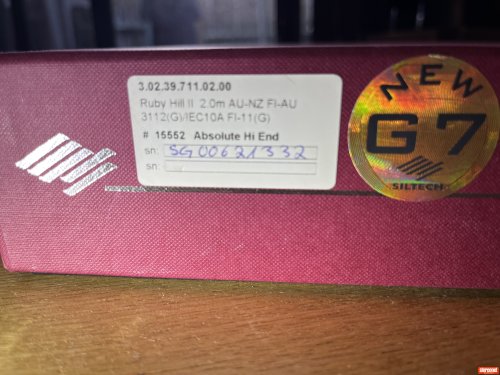 3.02.39.711.02.00
Ruby Hill II 2.0m AU-NZ FI-AU
3112(G)/IEC10A FI-11(G)
# 15552 Absolute Hi End
sn: SG00621332
sn:
NEW
G7
SILTECH